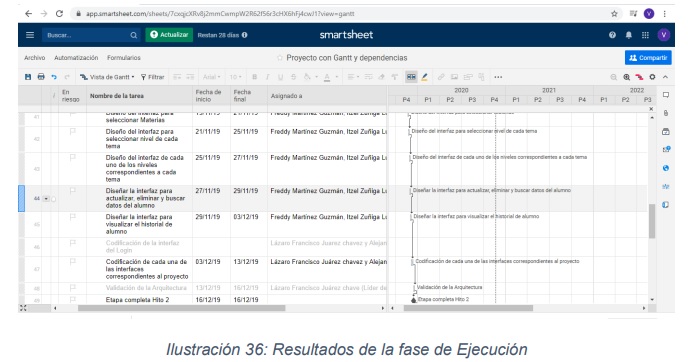 app.smartsheet.com/sheets/7cxqjcXRv8j2mmCwmpW2R62f56r3cHX6hFj4cwJ1?view=gantt
Buscar...
Actualizar
Restan 28 días
smartsheet
Archivo Automatización Formularios
Proyecto con Gantt y dependencias
Compartir
Vista de Gantt Filtrar
Arial 10
En riesgo
Nombre de la tarea
Fecha de inicio
Fecha final
Asignado a
2020 2021 2022
P4 P1 P2 P3 P4 P1 P2 P3 P4 P1 P2 P3
41 Diseño del interfaz para
seleccionar Materias
Freddy Martínez Guzmán, Itzel Zuñiga
42 Diseño del interfaz para
seleccionar nivel de cada
tema
21/11/19 25/11/19 Freddy Martínez Guzmán, Itzel Zuñiga
Diseño del interfaz para seleccionar nivel de cada tema
43 Diseño del interfaz de cada
uno de los niveles
correspondientes a cada
tema
25/11/19 27/11/19 Freddy Martínez Guzmán, Itzel Zuñiga
Diseño del interfaz de cada uno de los niveles correspondientes a cada tema
44 Diseñar la interfaz para
actualizar, eliminar y buscar
datos del alumno
27/11/19 29/11/19 Freddy Martínez Guzmán, Itzel Zuñiga
Diseñar la interfaz para actualizar, eliminar y buscar datos del alumno
45 Diseñar la interfaz para
visualizar el historial de
alumno
29/11/19 03/12/19 Freddy Martínez Guzmán, Itzel Zuñiga
Diseñar la interfaz para visualizar el historial de alumno
46 Codificación de la interfaz
del Login
Lázaro Francisco Juarez chavez y Alejan
47 Codificación de cada una de
las interfaces
correspondientes al proyecto
03/12/19 13/12/19 Lázaro Francisco Juárez chavez y Alejan
Codificación de cada una de las interfaces correspondientes al proyecto
48 Validación de la Arquitectura 13/12/19 16/12/19 Lázaro Francisco Juárez chave (Líder de
Validación de la Arquitectura
49 Etapa completa Hito 2 16/12/19 16/12/19
Etapa completa Hito 2
Ilustración 36: Resultados de la fase de Ejecución